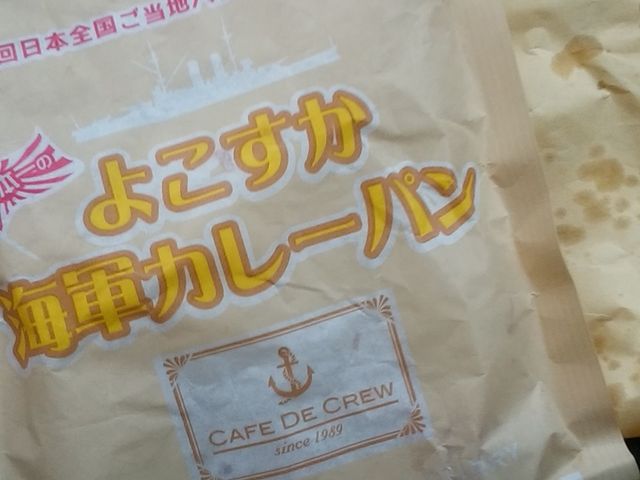 回日本全国ご当地
の
よこすか
海軍カレーパン
CAFE DE CREW
since 1989